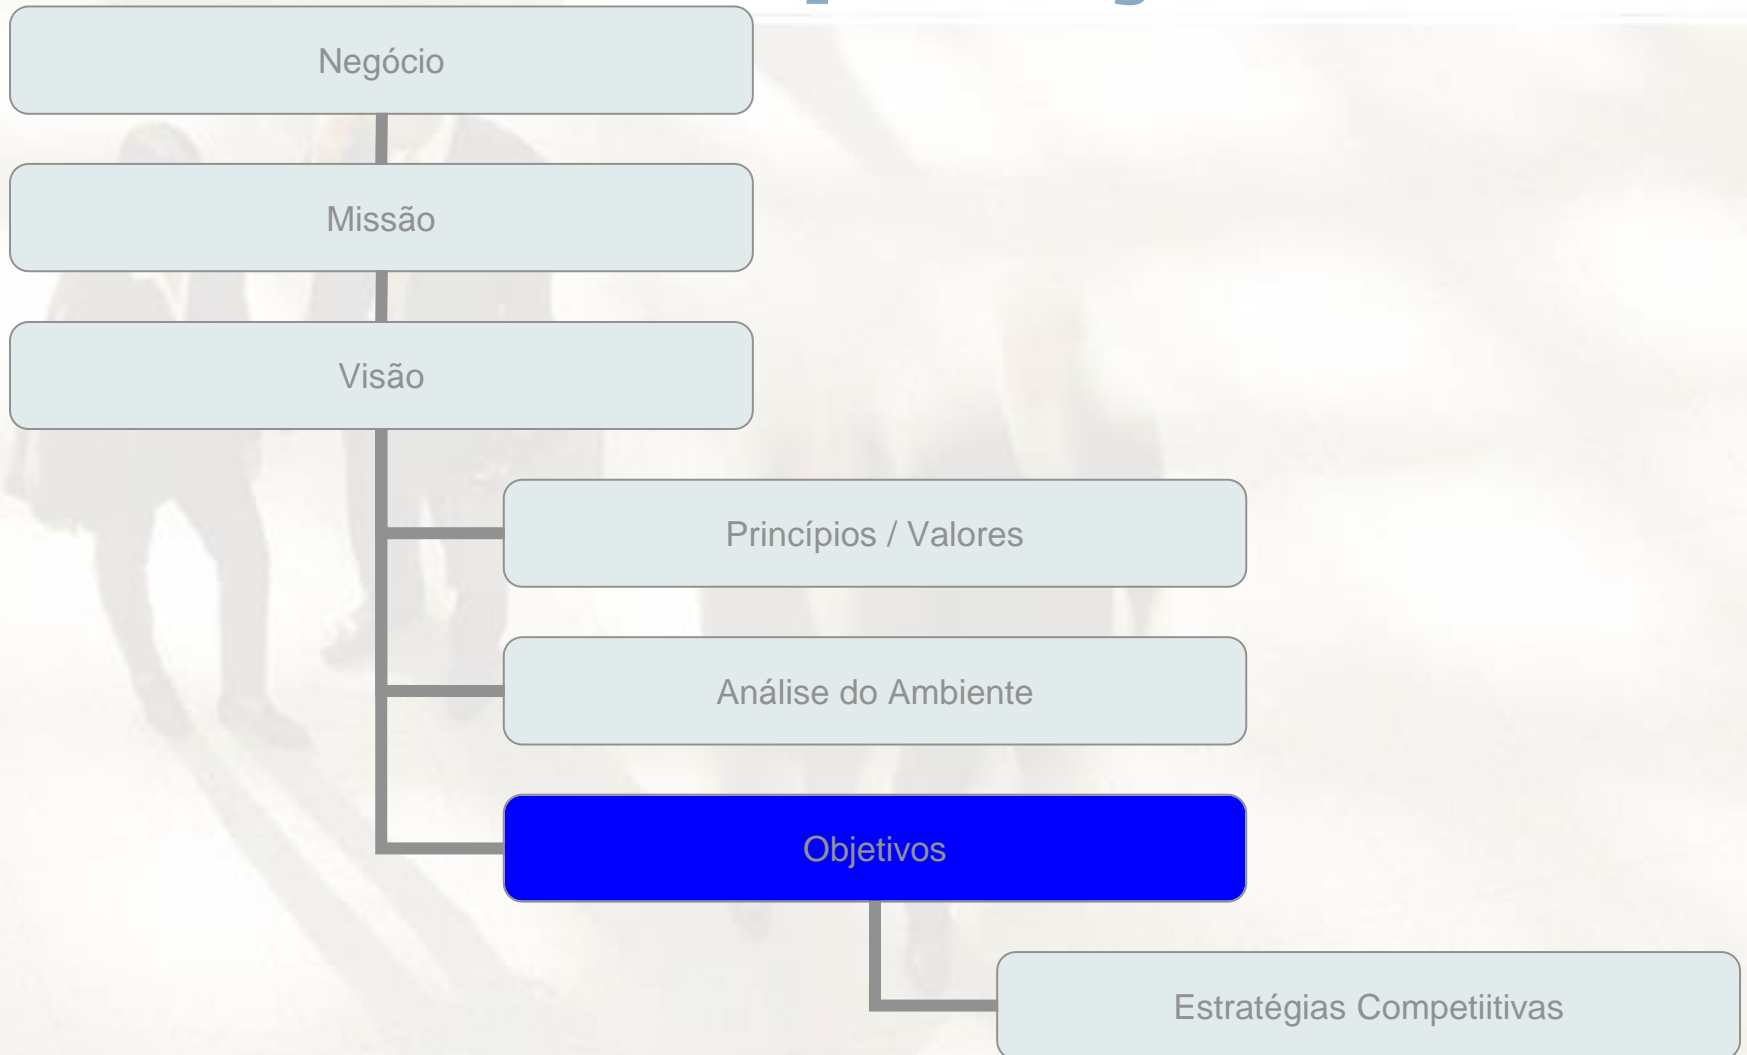 Negócio
Missão
Visão
Princípios / Valores
Análise do Ambiente
Objetivos
Estratégias Competiitivas